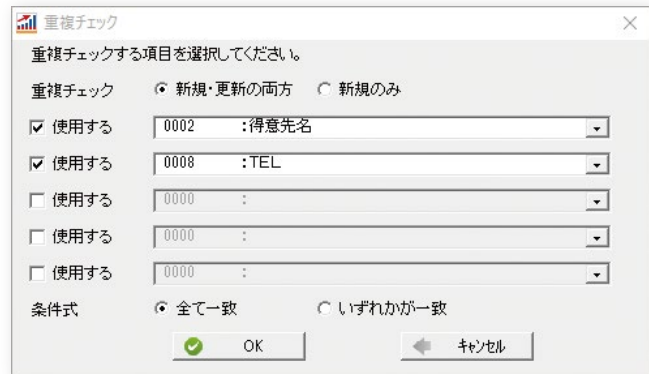 重複チェック
重複チェックする項目を選択してください。
重複チェック 新規・更新の両方 新規のみ
使用する 0002 :得意先名
使用する 0008 :TEL
使用する 0000 :
使用する 0000 :
使用する 0000 :
条件式 全て一致 いずれかが一致
OK キャンセル